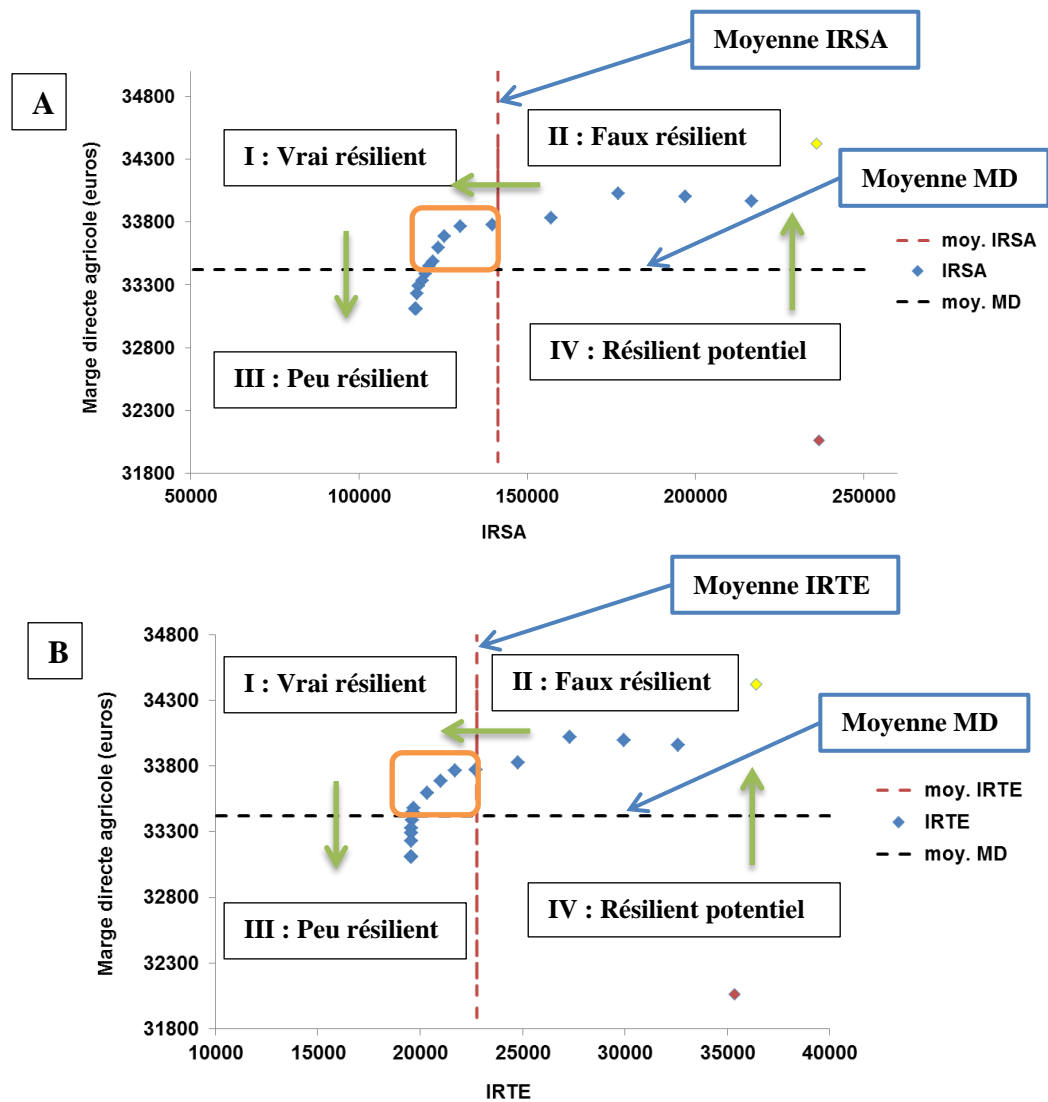 Moyenne IRSA
A
34800
34300
33800
33300
32800
32300
31800
Marge directe agricole (euros)
I : Vrai résilient
II : Faux résilient
Moyenne MD
moy. IRSA
IRSA
moy. MD
III : Peu résilient
IV : Résilient potentiel
50000 100000 150000 200000 250000
IRSA
Moyenne IRTE
B
34800
34300
33800
33300
32800
32300
31800
Marge directe agricole (euros)
I : Vrai résilient
II : Faux résilient
Moyenne MD
moy. IRTE
IRTE
moy. MD
III : Peu résilient
IV : Résilient potentiel
10000 15000 20000 25000 30000 35000 40000
IRTE